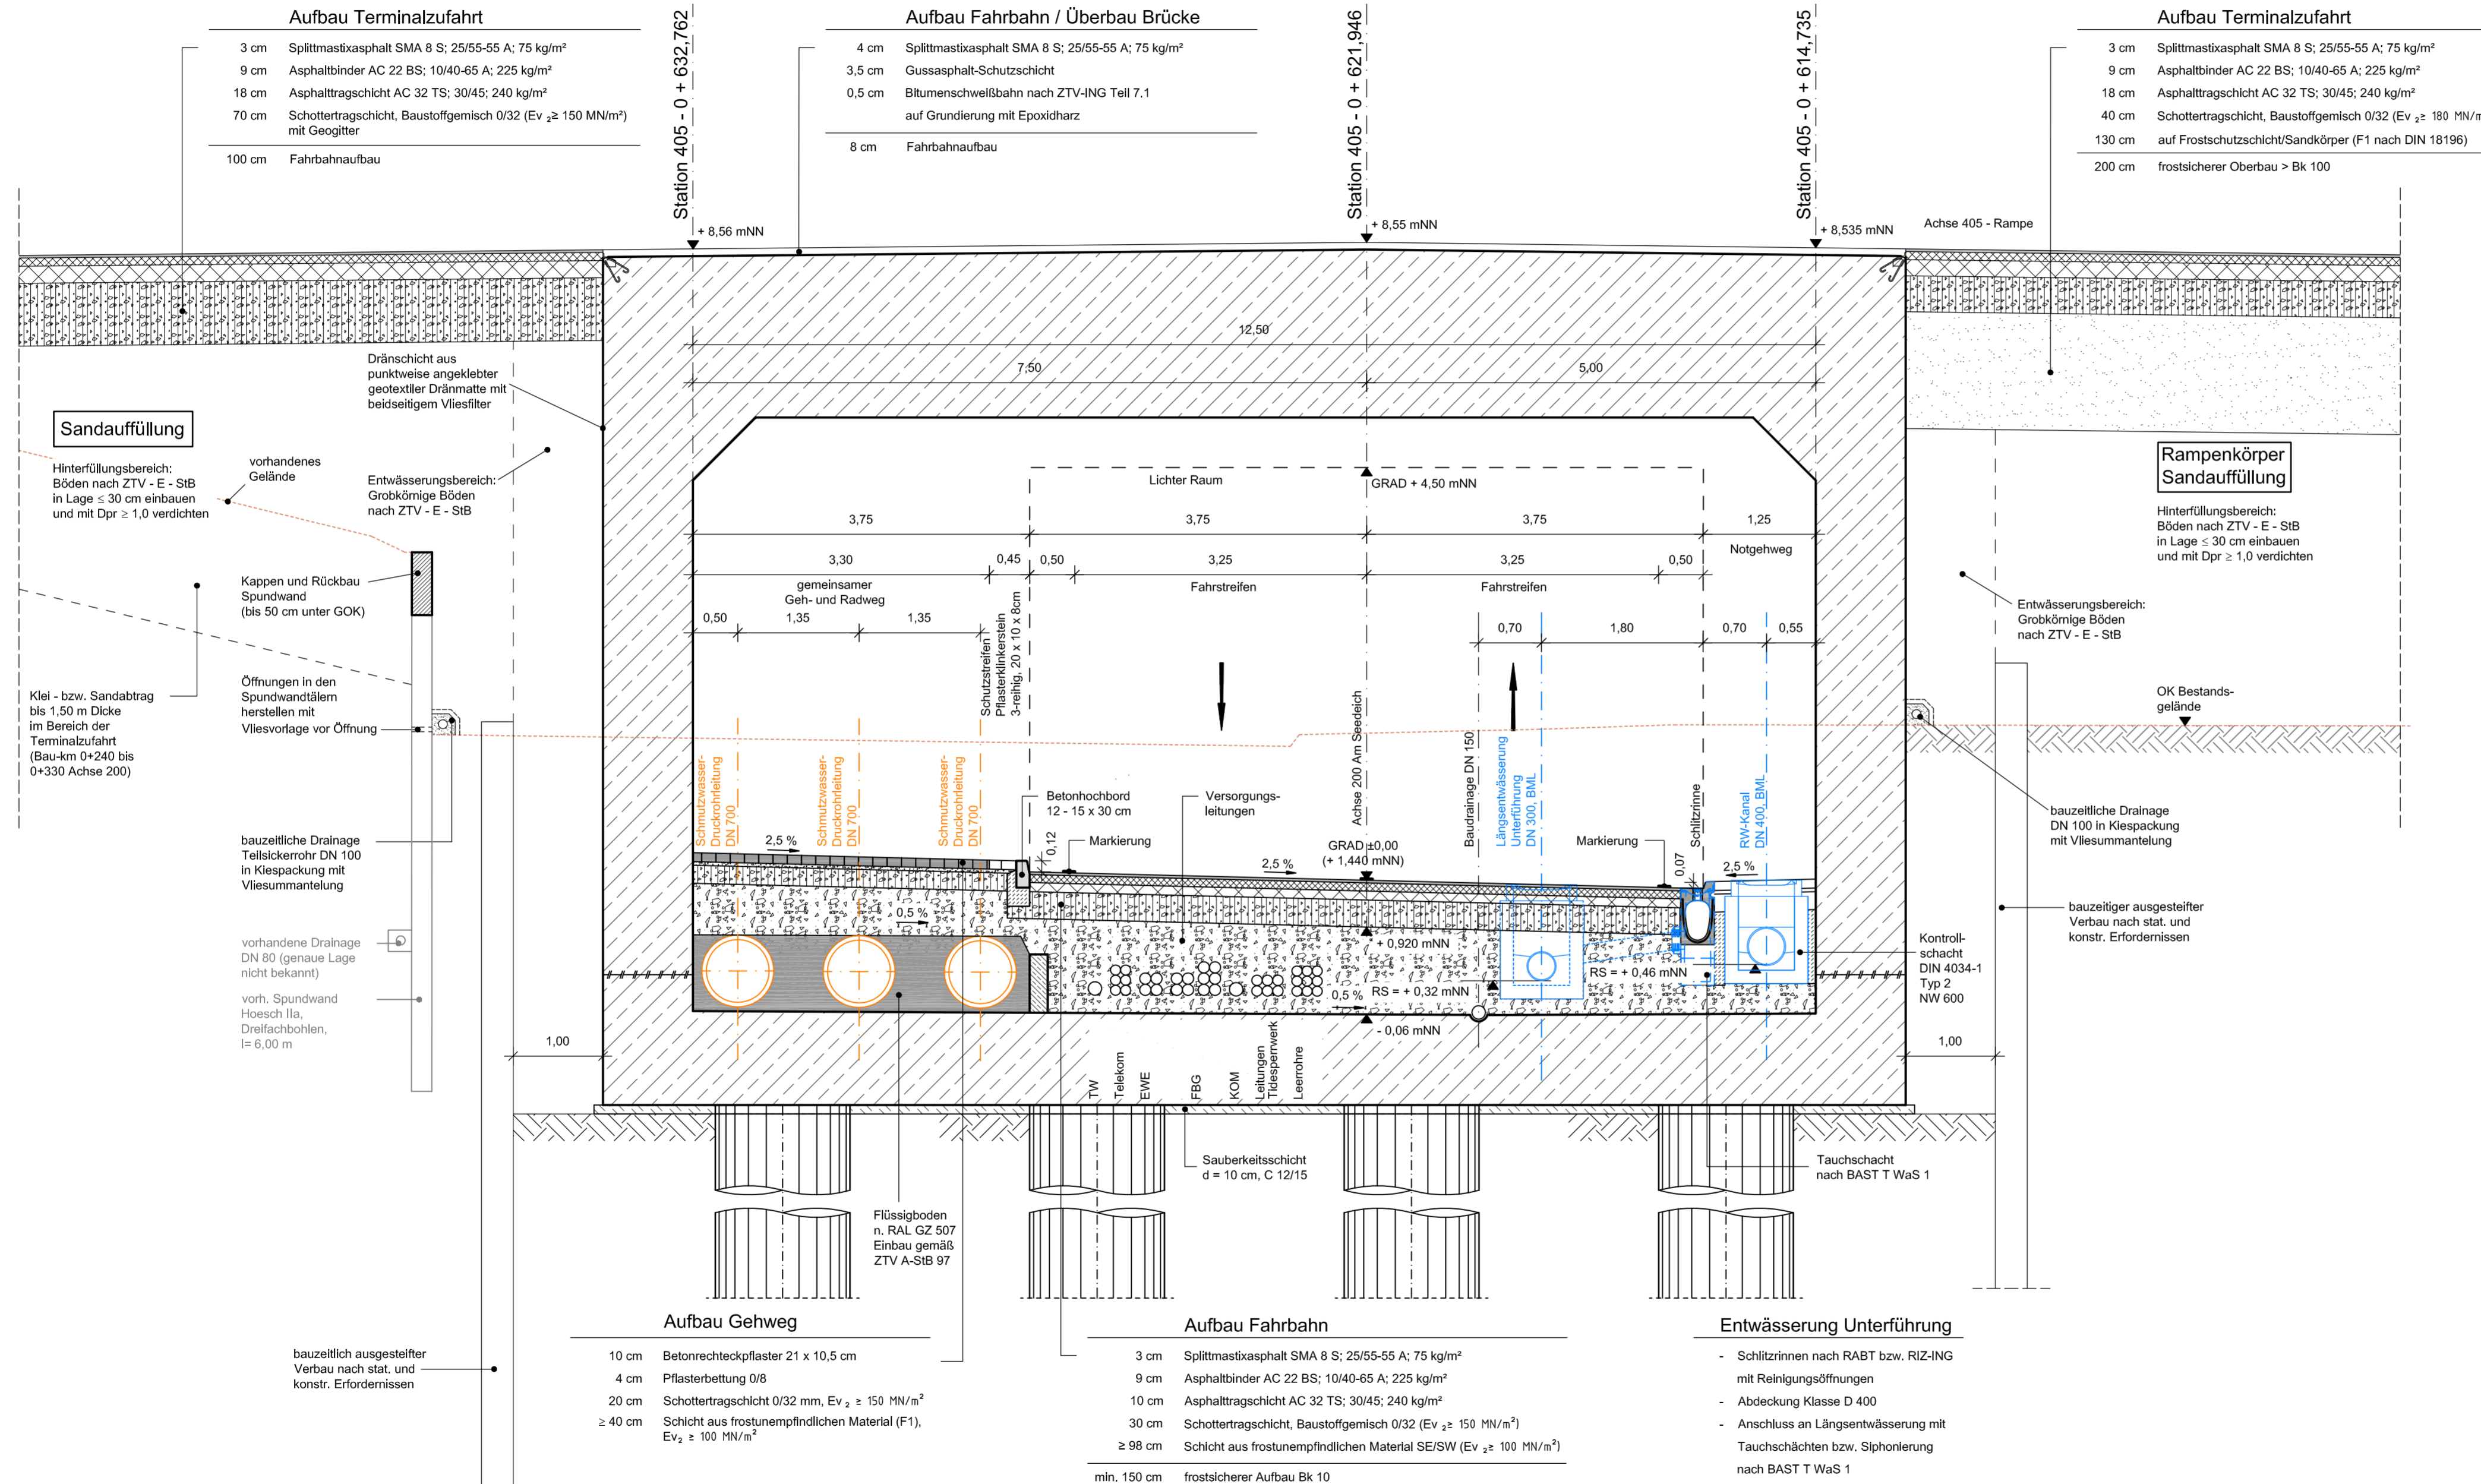 Aufbau Terminalzufahrt
3 cm Splittmastixasphalt SMA 8 S; 25/55-55 A; 75 kg/m²
9 cm Asphaltbinder AC 22 BS; 10/40-65 A; 225 kg/m²
18 cm Asphalttragschicht AC 32 TS; 30/45; 240 kg/m²
70 cm Schottertragschicht, Baustoffgemisch 0/32 (Ev ₂≥ 150 MN/m²)
mit Geogitter
100 cm Fahrbahnaufbau
Station 405 - 0 + 632,762
Aufbau Fahrbahn / Überbau Brücke
4 cm Splittmastixasphalt SMA 8 S; 25/55-55 A; 75 kg/m²
3,5 cm Gussasphalt-Schutzschicht
0,5 cm Bitumenschweißbahn nach ZTV-ING Teil 7.1
auf Grundierung mit Epoxidharz
8 cm Fahrbahnaufbau
Station 405 - 0 + 621,946
Station 405 - 0 + 614,735
Aufbau Terminalzufahrt
3 cm Splittmastixasphalt SMA 8 S; 25/55-55 A; 75 kg/m²
9 cm Asphaltbinder AC 22 BS; 10/40-65 A; 225 kg/m²
18 cm Asphalttragschicht AC 32 TS; 30/45; 240 kg/m²
40 cm Schottertragschicht, Baustoffgemisch 0/32 (Ev ₂≥ 180 MN/m
130 cm auf Frostschutzschicht/Sandkörper (F1 nach DIN 18196)
200 cm frostsicherer Oberbau > Bk 100
+ 8,56 mNN
+ 8,55 mNN
+ 8,535 mNN
Achse 405 - Rampe
12,50
7,50
5,00
Dränschicht aus
punktweise angeklebter
geotextiler Dränmatte mit
beidseitigem Vliesfilter
Sandauffüllung
Hinterfüllungsbereich:
Böden nach ZTV - E - StB
in Lage ≤ 30 cm einbauen
und mit Dpr ≥ 1,0 verdichten
vorhandenes
Gelände
Entwässerungsbereich:
Grobkörnige Böden
nach ZTV - E - StB
Rampenkörper
Sandauffüllung
Hinterfüllungsbereich:
Böden nach ZTV - E - StB
in Lage ≤ 30 cm einbauen
und mit Dpr ≥ 1,0 verdichten
Lichter Raum
GRAD + 4,50 mNN
3,75
3,75
3,75
1,25
Notgehweg
3,30
0,45
0,50
3,25
3,25
0,50
gemeinsamer
Geh- und Radweg
Fahrstreifen
Fahrstreifen
0,50
1,35
1,35
0,70
1,80
0,70
0,55
Schutzstreifen
Pflasterklinkerstein
3-reihig, 20 x 10 x 8cm
Kappen und Rückbau
Spundwand
(bis 50 cm unter GOK)
Entwässerungsbereich:
Grobkörnige Böden
nach ZTV - E - StB
Klei - bzw. Sandabtrag
bis 1,50 m Dicke
im Bereich der
Terminalzufahrt
(Bau-km 0+240 bis
0+330 Achse 200)
Öffnungen in den
Spundwandtälern
herstellen mit
Vliesvorlage vor Öffnung
OK Bestands-
gelände
Schmutzwasser-
Druckrohrleitung
DN 700
Schmutzwasser-
Druckrohrleitung
DN 700
Schmutzwasser-
Druckrohrleitung
DN 700
Achse 200 Am Seedeich
Baudrainage DN 150
Längsentwässerung
Unterführung
DN 300, BML
Schlitzrinne
RW-Kanal
DN 400, BML
Betonhochbord
12 - 15 x 30 cm
Versorgungs-
leitungen
Markierung
Markierung
0,12
0,07
2,5 %
2,5 %
2,5 %
GRAD ±0,00
(+ 1,440 mNN)
bauzeitliche Drainage
Teilsickerrohr DN 100
in Kiespackung mit
Vliesummantelung
bauzeitliche Drainage
DN 100 in Kiespackung
mit Vliesummantelung
0,5 %
+ 0,920 mNN
RS = + 0,46 mNN
RS = + 0,32 mNN
0,5 %
- 0,06 mNN
bauzeitiger ausgesteifter
Verbau nach stat. und
konstr. Erfordernissen
Kontroll-
schacht
DIN 4034-1
Typ 2
NW 600
vorhandene Drainage
DN 80 (genaue Lage
nicht bekannt)
vorh. Spundwand
Hoesch IIa,
Dreifachbohlen,
l= 6,00 m
1,00
1,00
TW
Telekom
EWE
FBG
KOM
Leitungen
Tidesperrwerk
Leerrohre
Sauberkeitsschicht
d = 10 cm, C 12/15
Tauchschacht
nach BAST T WaS 1
Flüssigboden
n. RAL GZ 507
Einbau gemäß
ZTV A-StB 97
bauzeitlich ausgesteifter
Verbau nach stat. und
konstr. Erfordernissen
Aufbau Gehweg
10 cm Betonrechteckpflaster 21 x 10,5 cm
4 cm Pflasterbettung 0/8
20 cm Schottertragschicht 0/32 mm, Ev ₂ ≥ 150 MN/m²
≥ 40 cm Schicht aus frostunempfindlichen Material (F1),
Ev₂ ≥ 100 MN/m²
Aufbau Fahrbahn
3 cm Splittmastixasphalt SMA 8 S; 25/55-55 A; 75 kg/m²
9 cm Asphaltbinder AC 22 BS; 10/40-65 A; 225 kg/m²
10 cm Asphalttragschicht AC 32 TS; 30/45; 240 kg/m²
30 cm Schottertragschicht, Baustoffgemisch 0/32 (Ev ₂≥ 150 MN/m²)
≥ 98 cm Schicht aus frostunempfindlichen Material SE/SW (Ev ₂≥ 100 MN/m²)
min. 150 cm frostsicherer Aufbau Bk 10
Entwässerung Unterführung
- Schlitzrinnen nach RABT bzw. RIZ-ING
mit Reinigungsöffnungen
- Abdeckung Klasse D 400
- Anschluss an Längsentwässerung mit
Tauchschächten bzw. Siphonierung
nach BAST T WaS 1